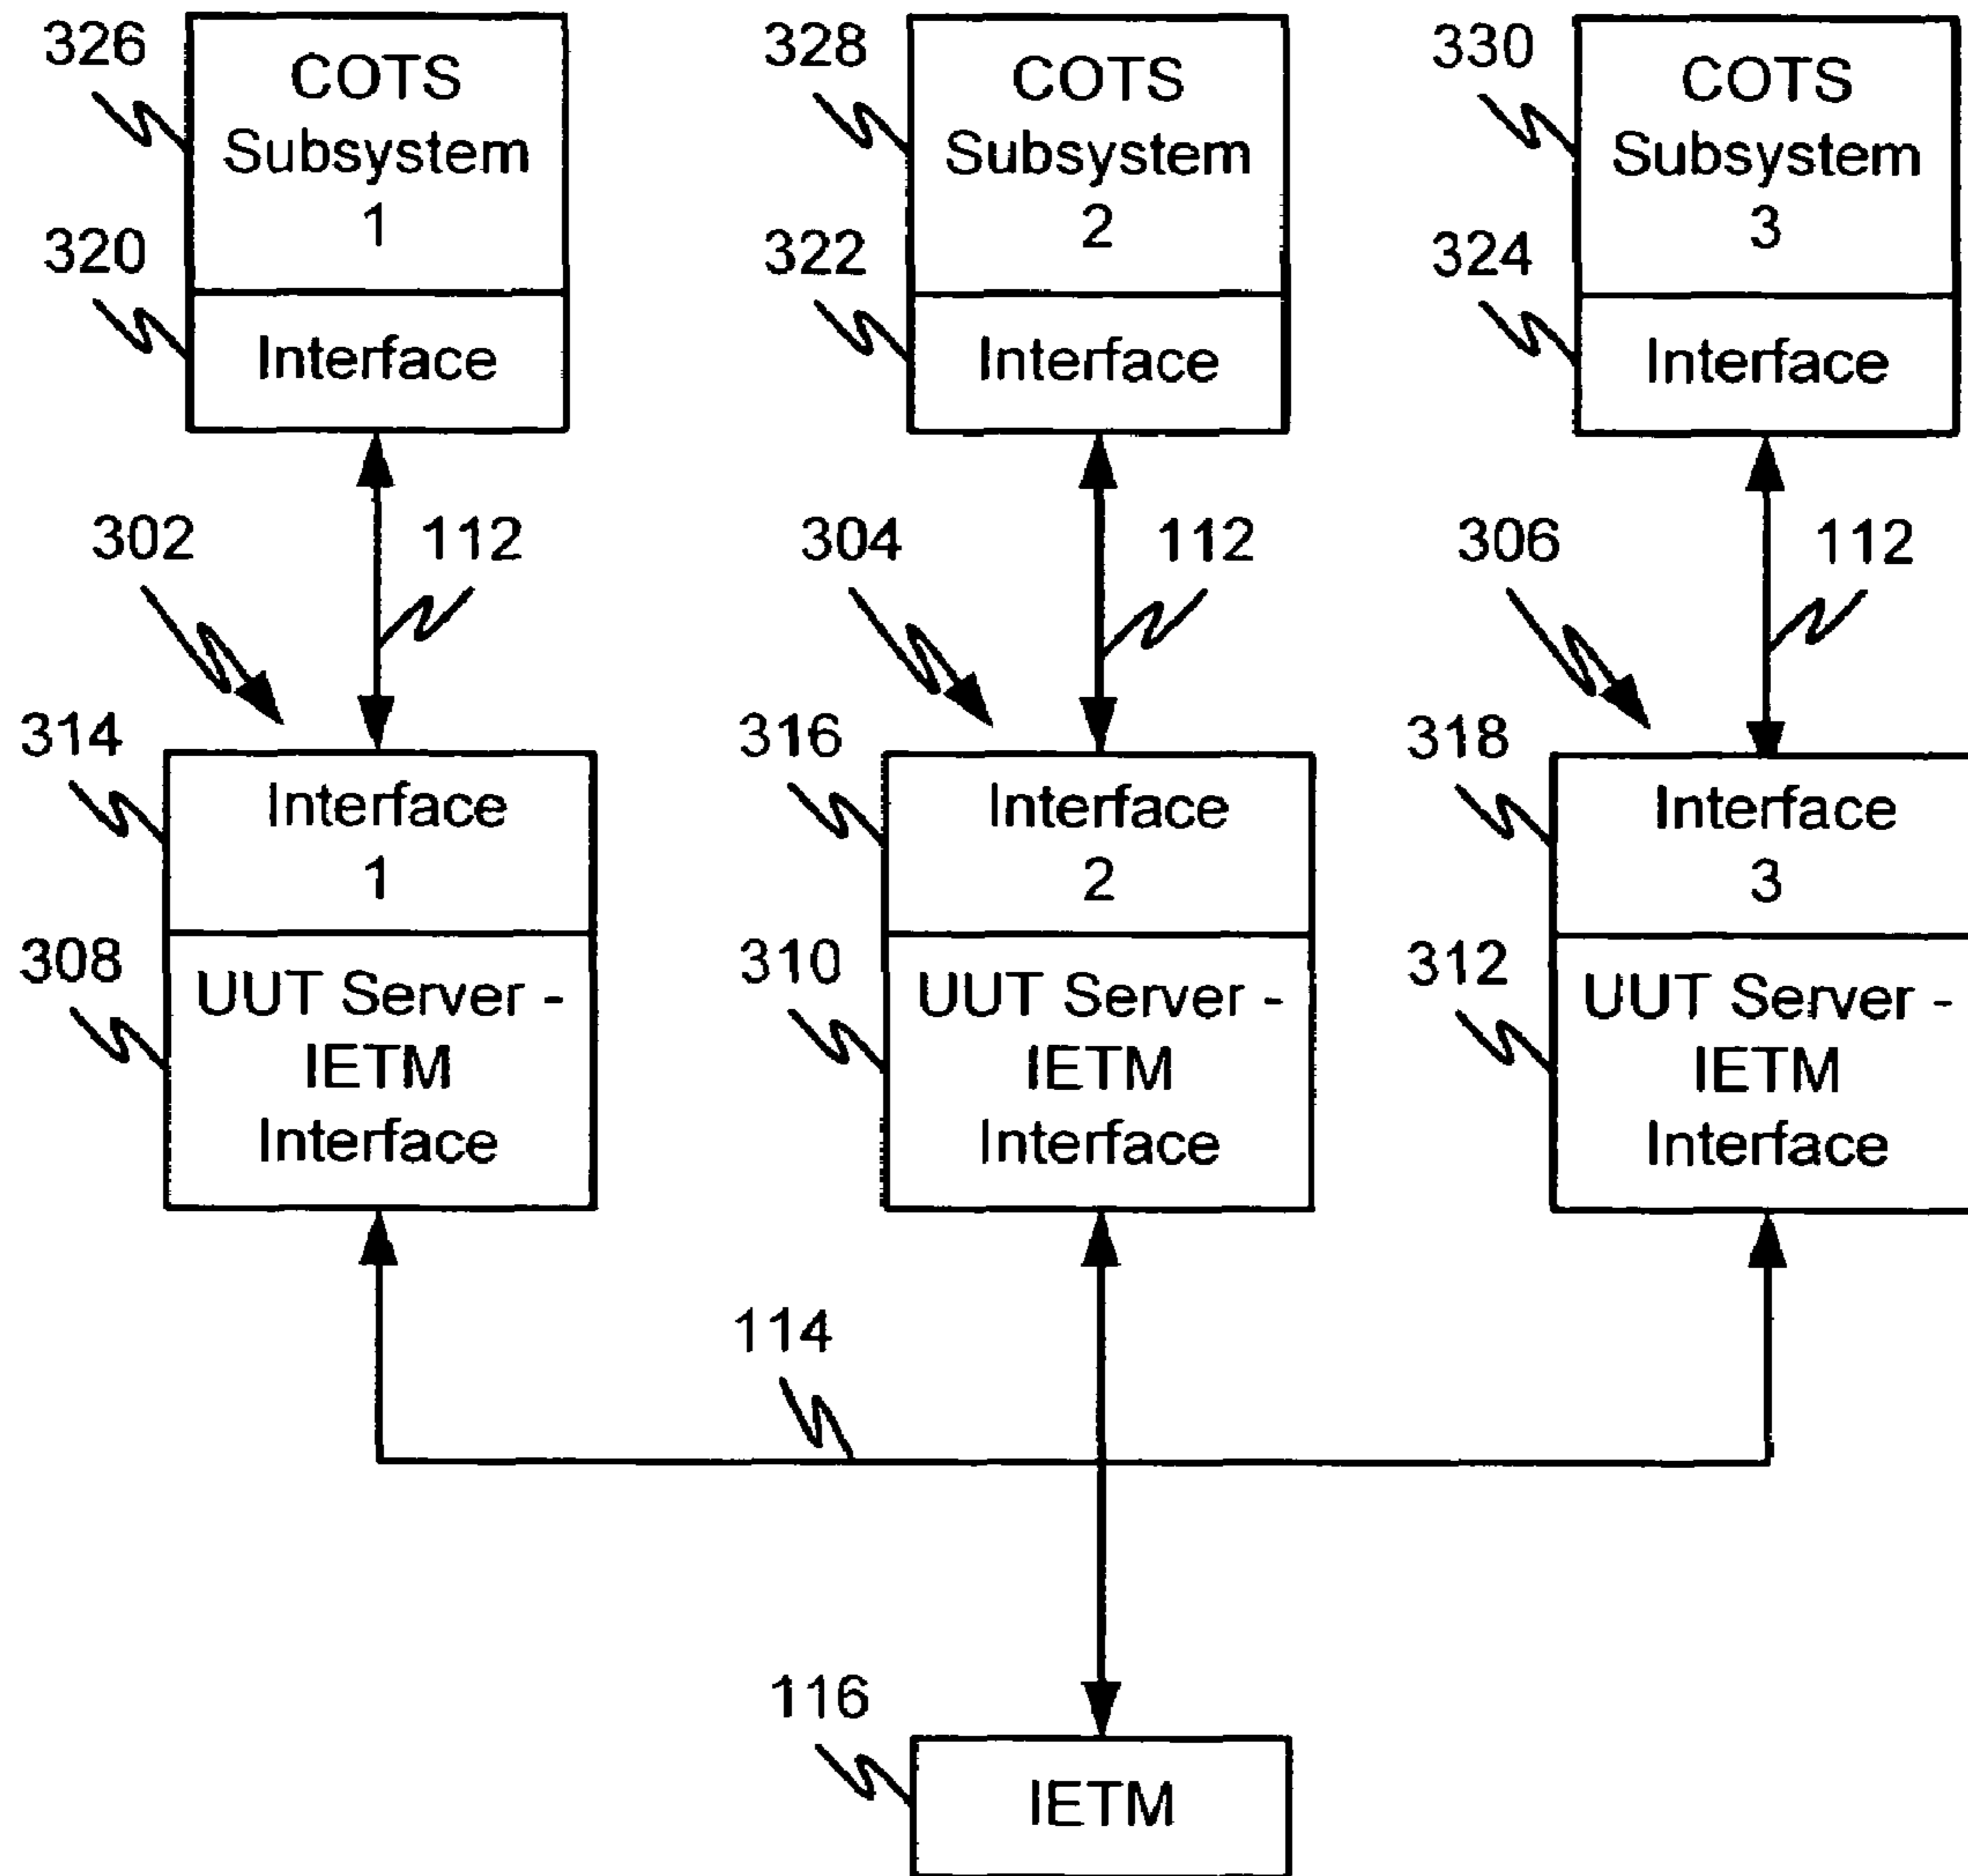 326
COTS
Subsystem
1
320
Interface
328
COTS
Subsystem
2
322
Interface
330
COTS
Subsystem
3
324
Interface
302
112
304
112
306
112
314
Interface
1
308
UUT Server -
IETM
Interface
316
Interface
2
310
UUT Server -
IETM
Interface
318
Interface
3
312
UUT Server -
IETM
Interface
114
116
IETM